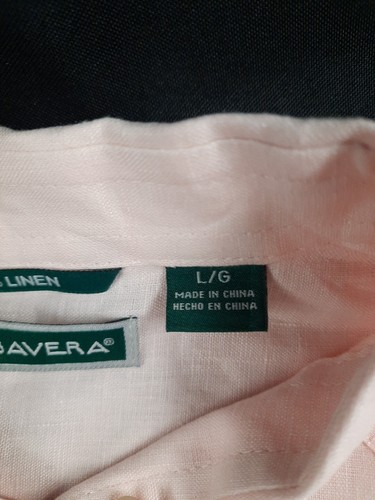 LINEN
L/G
MADE IN CHINA
HECHO EN CHINA
AVERA®